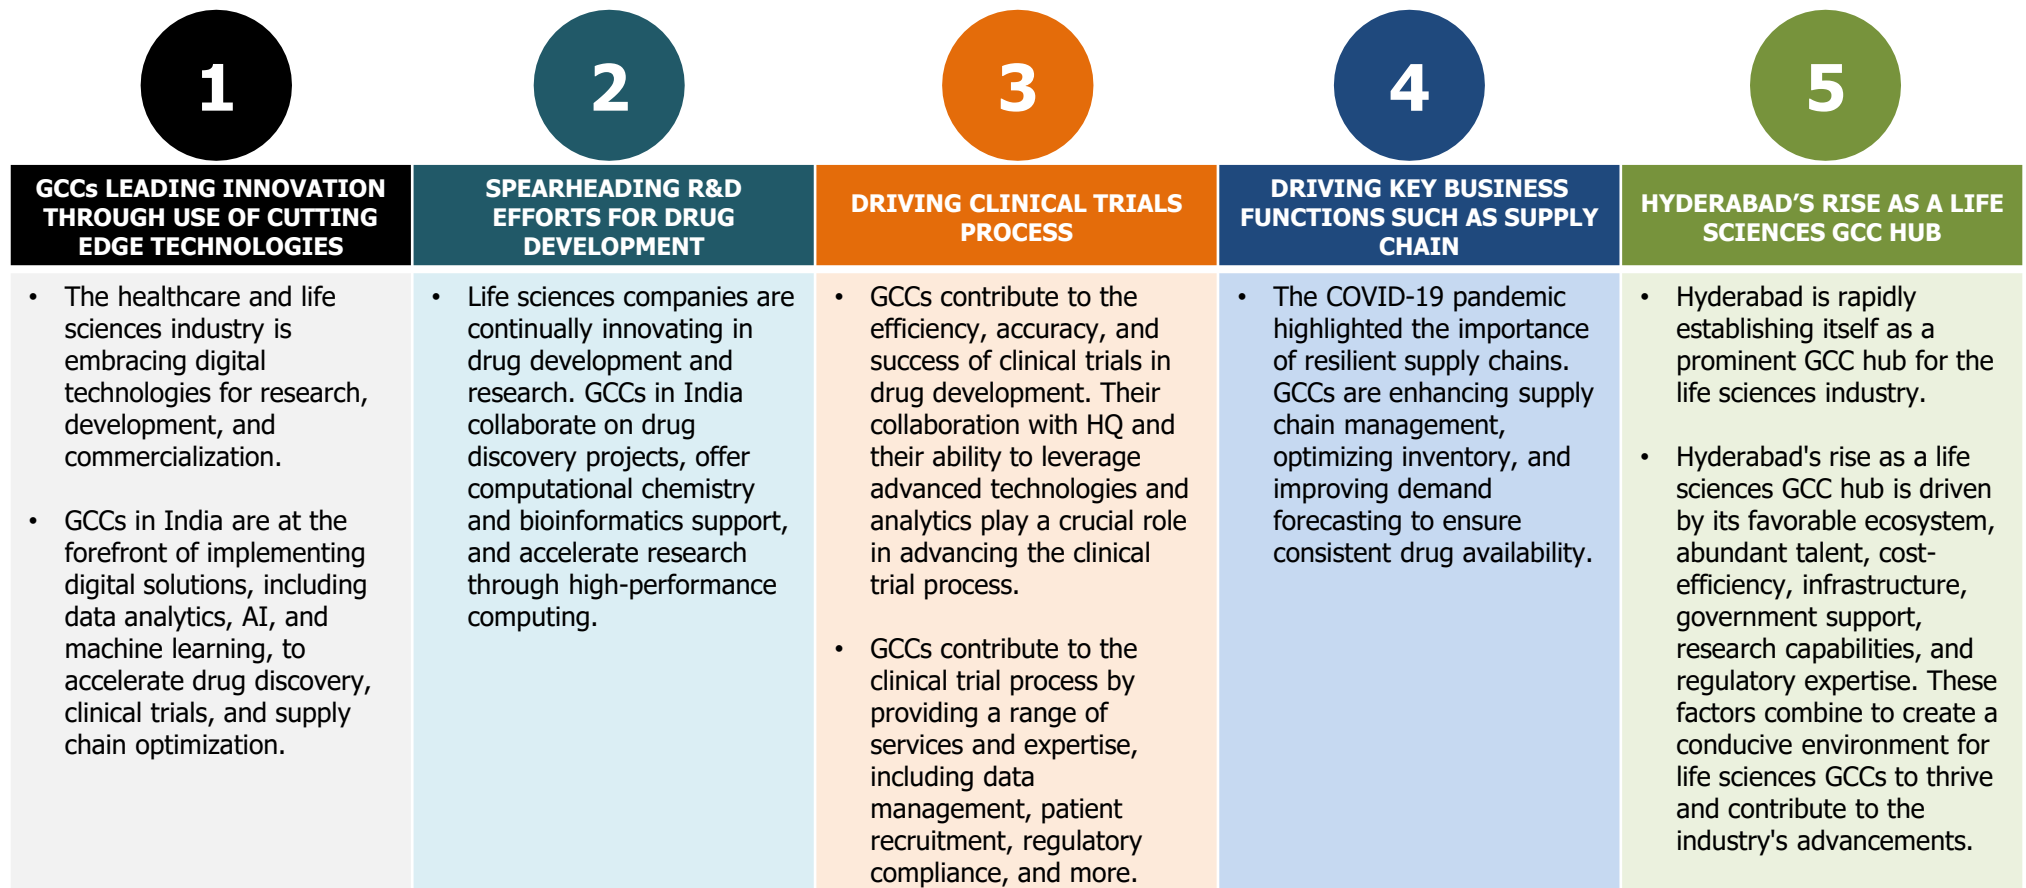 1
GCCs LEADING INNOVATION
THROUGH USE OF CUTTING
EDGE TECHNOLOGIES
• The healthcare and life
sciences industry is
embracing digital
technologies for research,
development, and
commercialization.
• GCCs in India are at the
forefront of implementing
digital solutions, including
data analytics, AI, and
machine learning, to
accelerate drug discovery,
clinical trials, and supply
chain optimization.
2
SPEARHEADING R&D
EFFORTS FOR DRUG
DEVELOPMENT
• Life sciences companies are
continually innovating in
drug development and
research. GCCs in India
collaborate on drug
discovery projects, offer
computational chemistry
and bioinformatics support,
and accelerate research
through high-performance
computing.
3
DRIVING CLINICAL TRIALS
PROCESS
• GCCs contribute to the
efficiency, accuracy, and
success of clinical trials in
drug development. Their
collaboration with HQ and
their ability to leverage
advanced technologies and
analytics play a crucial role
in advancing the clinical
trial process.
• GCCs contribute to the
clinical trial process by
providing a range of
services and expertise,
including data
management, patient
recruitment, regulatory
compliance, and more.
4
DRIVING KEY BUSINESS
FUNCTIONS SUCH AS SUPPLY
CHAIN
• The COVID-19 pandemic
highlighted the importance
of resilient supply chains.
GCCs are enhancing supply
chain management,
optimizing inventory, and
improving demand
forecasting to ensure
consistent drug availability.
5
HYDERABAD’S RISE AS A LIFE
SCIENCES GCC HUB
• Hyderabad is rapidly
establishing itself as a
prominent GCC hub for the
life sciences industry.
• Hyderabad's rise as a life
sciences GCC hub is driven
by its favorable ecosystem,
abundant talent, cost-
efficiency, infrastructure,
government support,
research capabilities, and
regulatory expertise. These
factors combine to create a
conducive environment for
life sciences GCCs to thrive
and contribute to the
industry's advancements.